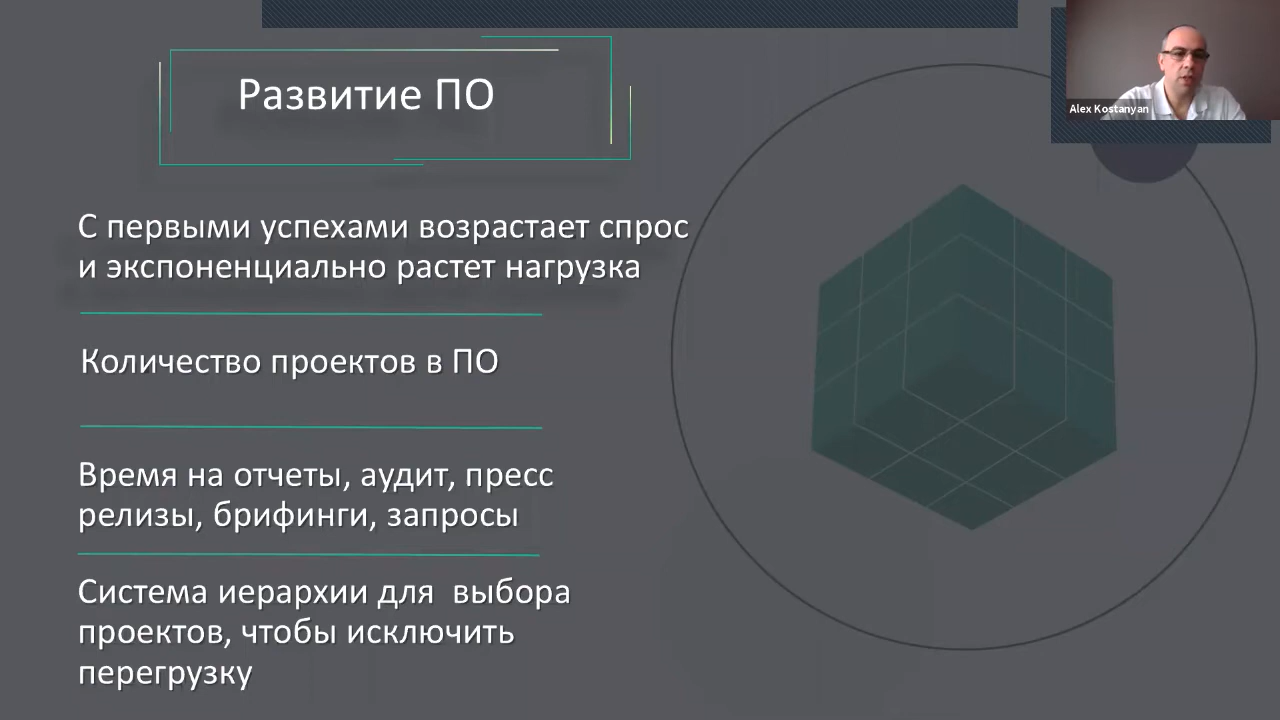 Развитие ПО
Alex Kostanyan
С первыми успехами возрастает спрос
и экспоненциально растет нагрузка
Количество проектов в ПО
Время на отчеты, аудит, пресс
релизы, брифинги, запросы
Система иерархии для  выбора
проектов, чтобы исключить
перегрузку